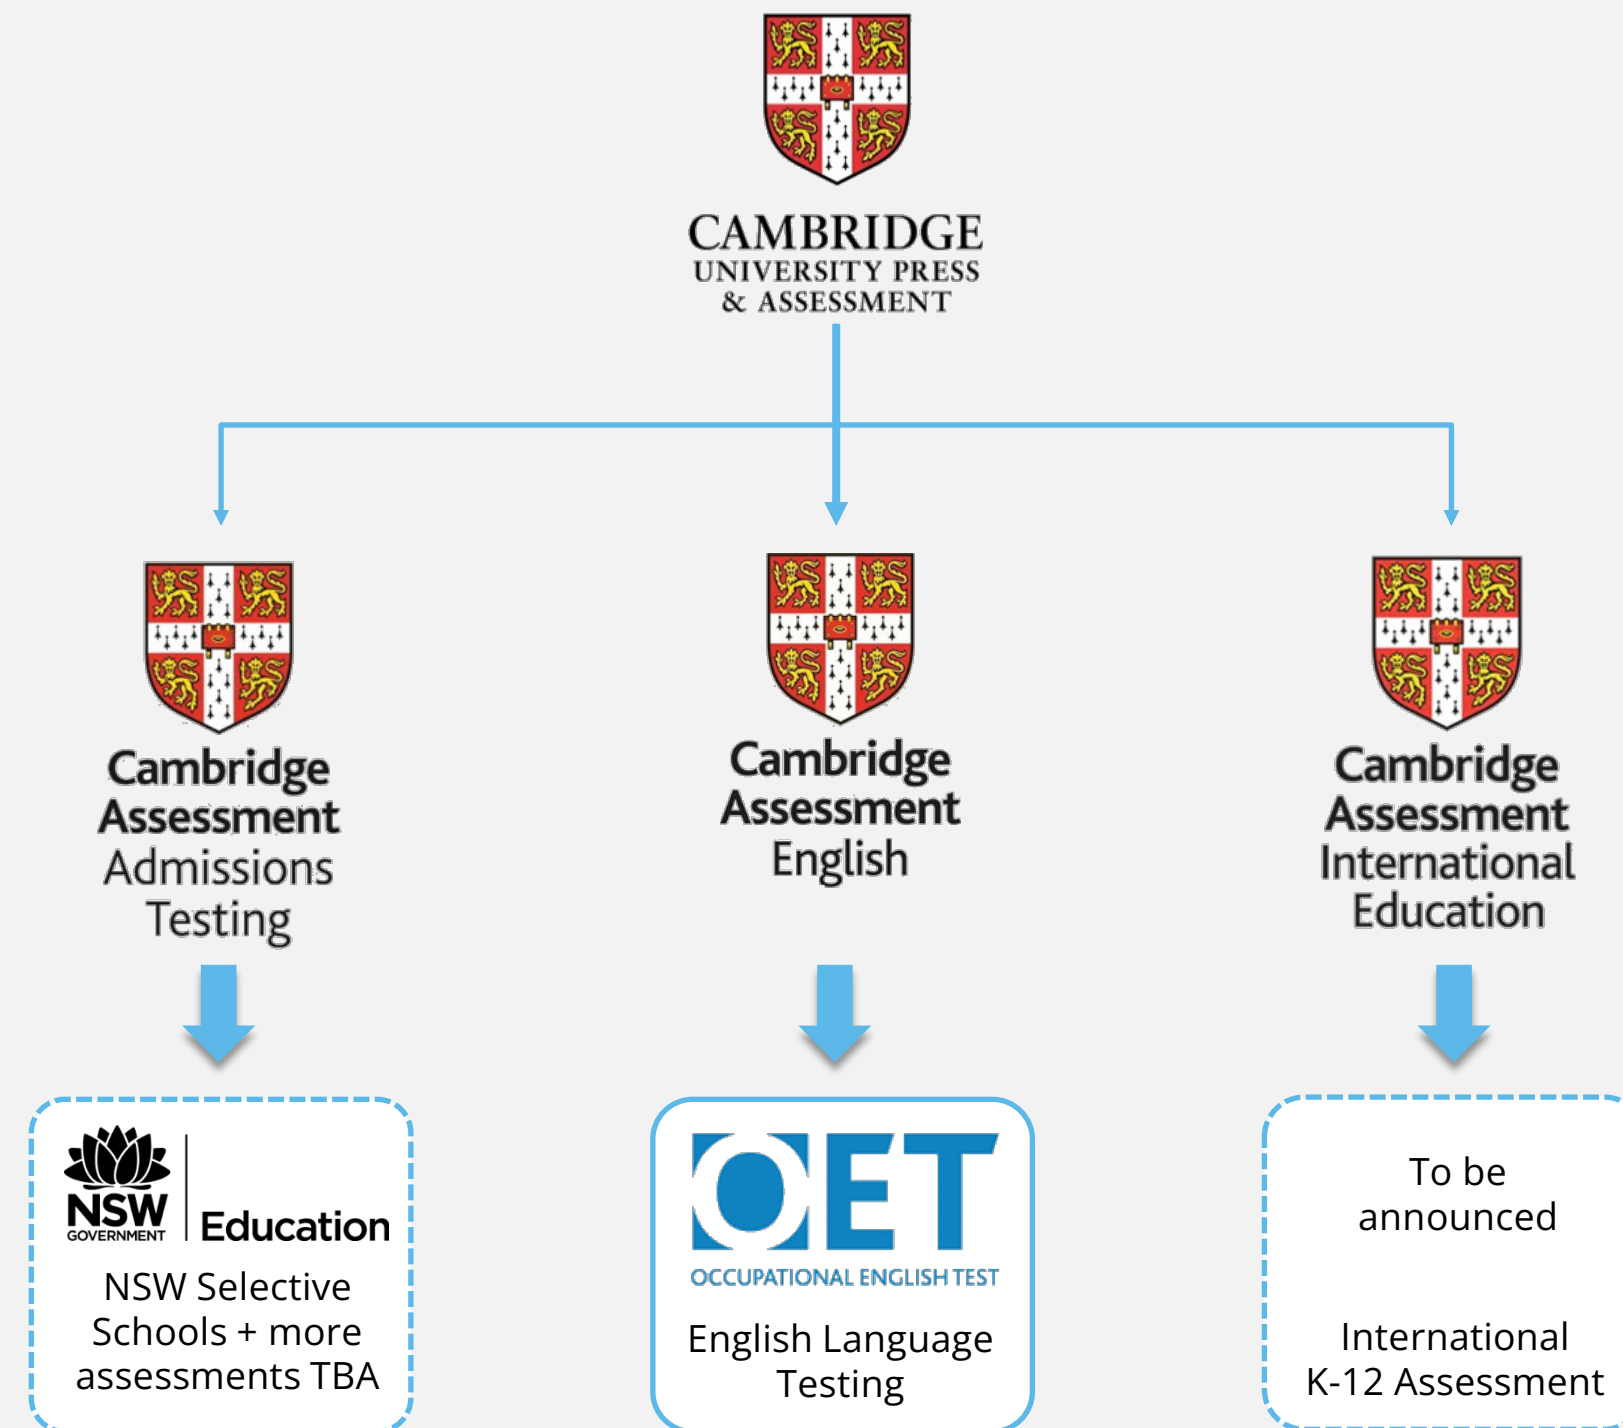 CAMBRIDGE
UNIVERSITY PRESS
& ASSESSMENT
Cambridge
Assessment
Admissions
Testing
Cambridge
Assessment
English
Cambridge
Assessment
International
Education
NSW
GOVERNMENT
Education
NSW Selective
Schools + more
assessments TBA
OET
OCCUPATIONAL ENGLISH TEST
English Language
Testing
To be
announced
International
K-12 Assessment